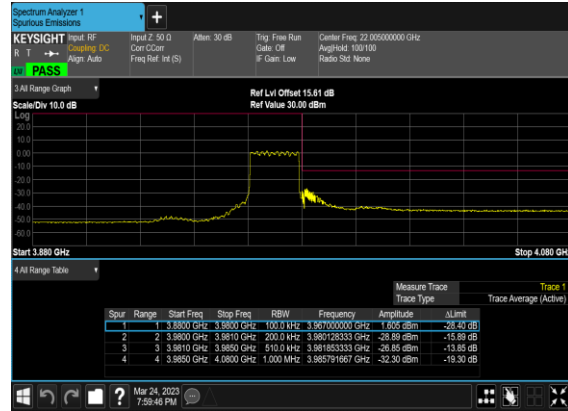 Spectrum Analyzer 1
Spurious Emissions
KEYSIGHT Input: RF Input Z: 50 Ω Atten: 30 dB Trig: Free Run Center Freq: 22.005000000 GHz
R T Coupling: DC Corr CCorr Gate: Off Avg|Hold: 100/100
Align: Auto Freq Ref: Int (S) IF Gain: Low Radio Std: None
PASS
3 All Range Graph
Ref Lvl Offset 15.61 dB
Scale/Div 10.0 dB Ref Value 30.00 dBm
Log
20.0
10.0
0.00
-10.0
-20.0
-30.0
-40.0
-50.0
-60.0
Start 3.880 GHz Stop 4.080 GH
4 All Range Table
Measure Trace Trace 1
Trace Type Trace Average (Active)
Spur Range Start Freq Stop Freq RBW Frequency Amplitude ΔLimit
1 1 3.8800 GHz 3.9800 GHz 100.0 kHz 3.967000000 GHz 1.605 dBm -28.40 dB
2 2 3.9800 GHz 3.9810 GHz 200.0 kHz 3.980128333 GHz -28.89 dBm -15.89 dB
3 3 3.9810 GHz 3.9850 GHz 510.0 kHz 3.981853333 GHz -26.85 dBm -13.85 dB
4 4 3.9850 GHz 4.0800 GHz 1.000 MHz 3.985791667 GHz -32.30 dBm -19.30 dB
? Mar 24, 2023
7:59:46 PM